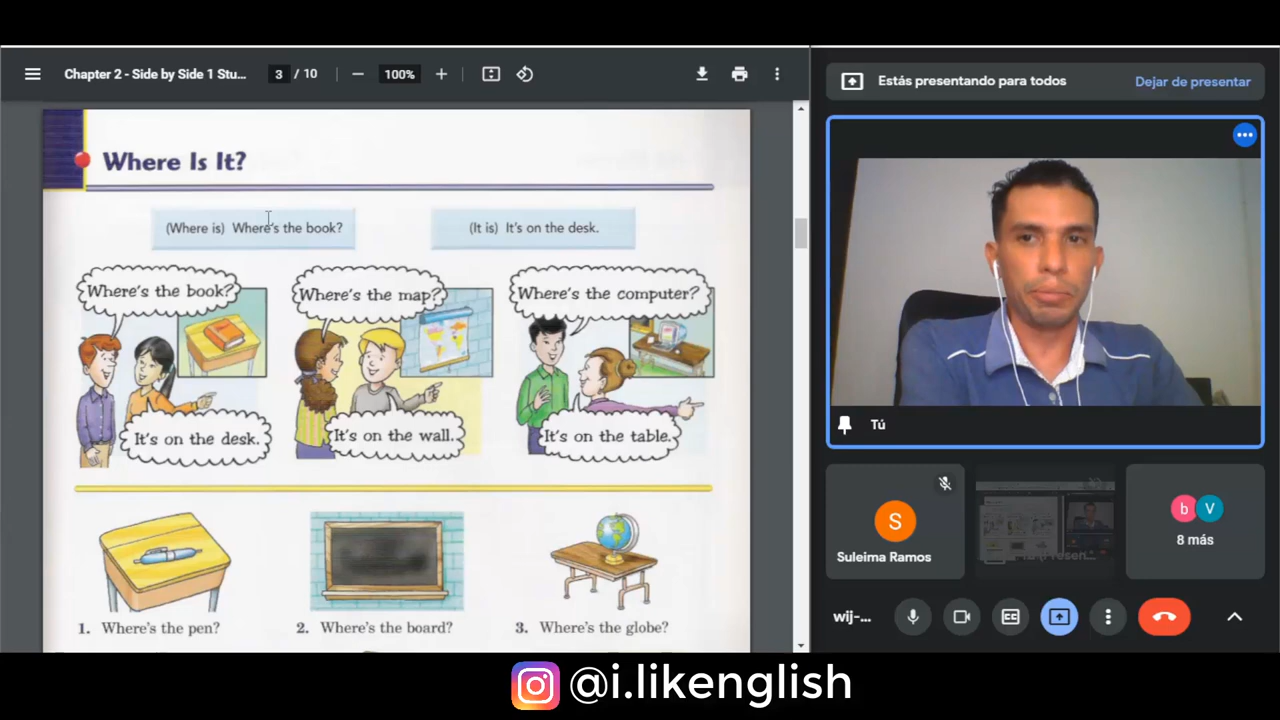 Chapter 2 - Side by Side 1 Stu...
3 / 10
100%
Where Is It?
(Where is) Where's the book?
(It is) It's on the desk.
Where's the book?
It's on the desk.
Where's the map?
It's on the wall.
Where's the computer?
It's on the table.
1. Where's the pen?
2. Where's the board?
3. Where's the globe?
Estás presentando para todos
Dejar de presentar
Tú
S
Suleima Ramos
b V
8 más
wij-...
CC
@i.likenglish